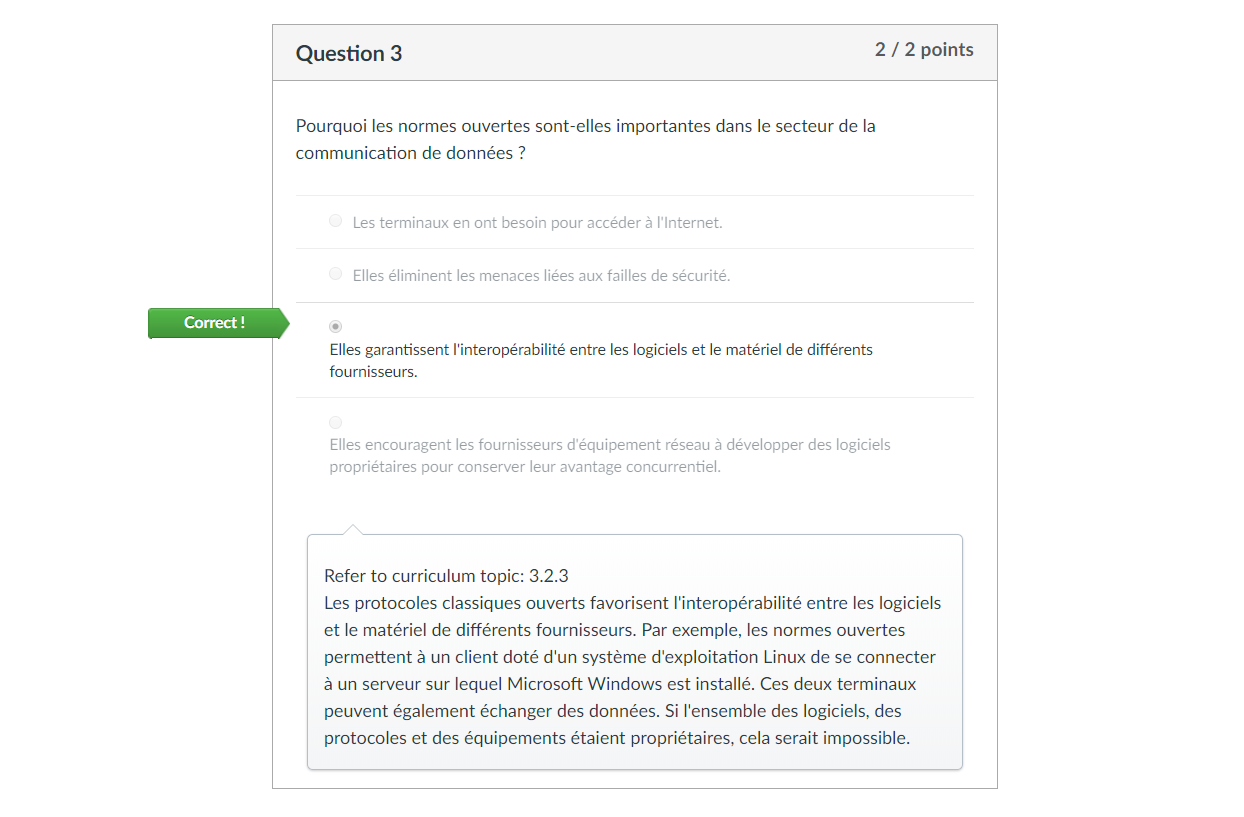 Question 3
2 / 2 points
Pourquoi les normes ouvertes sont-elles importantes dans le secteur de la
communication de données ?
Les terminaux en ont besoin pour accéder à l'Internet.
Elles éliminent les menaces liées aux failles de sécurité.
Correct !
Elles garantissent l'interopérabilité entre les logiciels et le matériel de différents
fournisseurs.
Elles encouragent les fournisseurs d'équipement réseau à développer des logiciels
propriétaires pour conserver leur avantage concurrentiel.
Refer to curriculum topic: 3.2.3
Les protocoles classiques ouverts favorisent l'interopérabilité entre les logiciels
et le matériel de différents fournisseurs. Par exemple, les normes ouvertes
permettent à un client doté d'un système d'exploitation Linux de se connecter
à un serveur sur lequel Microsoft Windows est installé. Ces deux terminaux
peuvent également échanger des données. Si l'ensemble des logiciels, des
protocoles et des équipements étaient propriétaires, cela serait impossible.